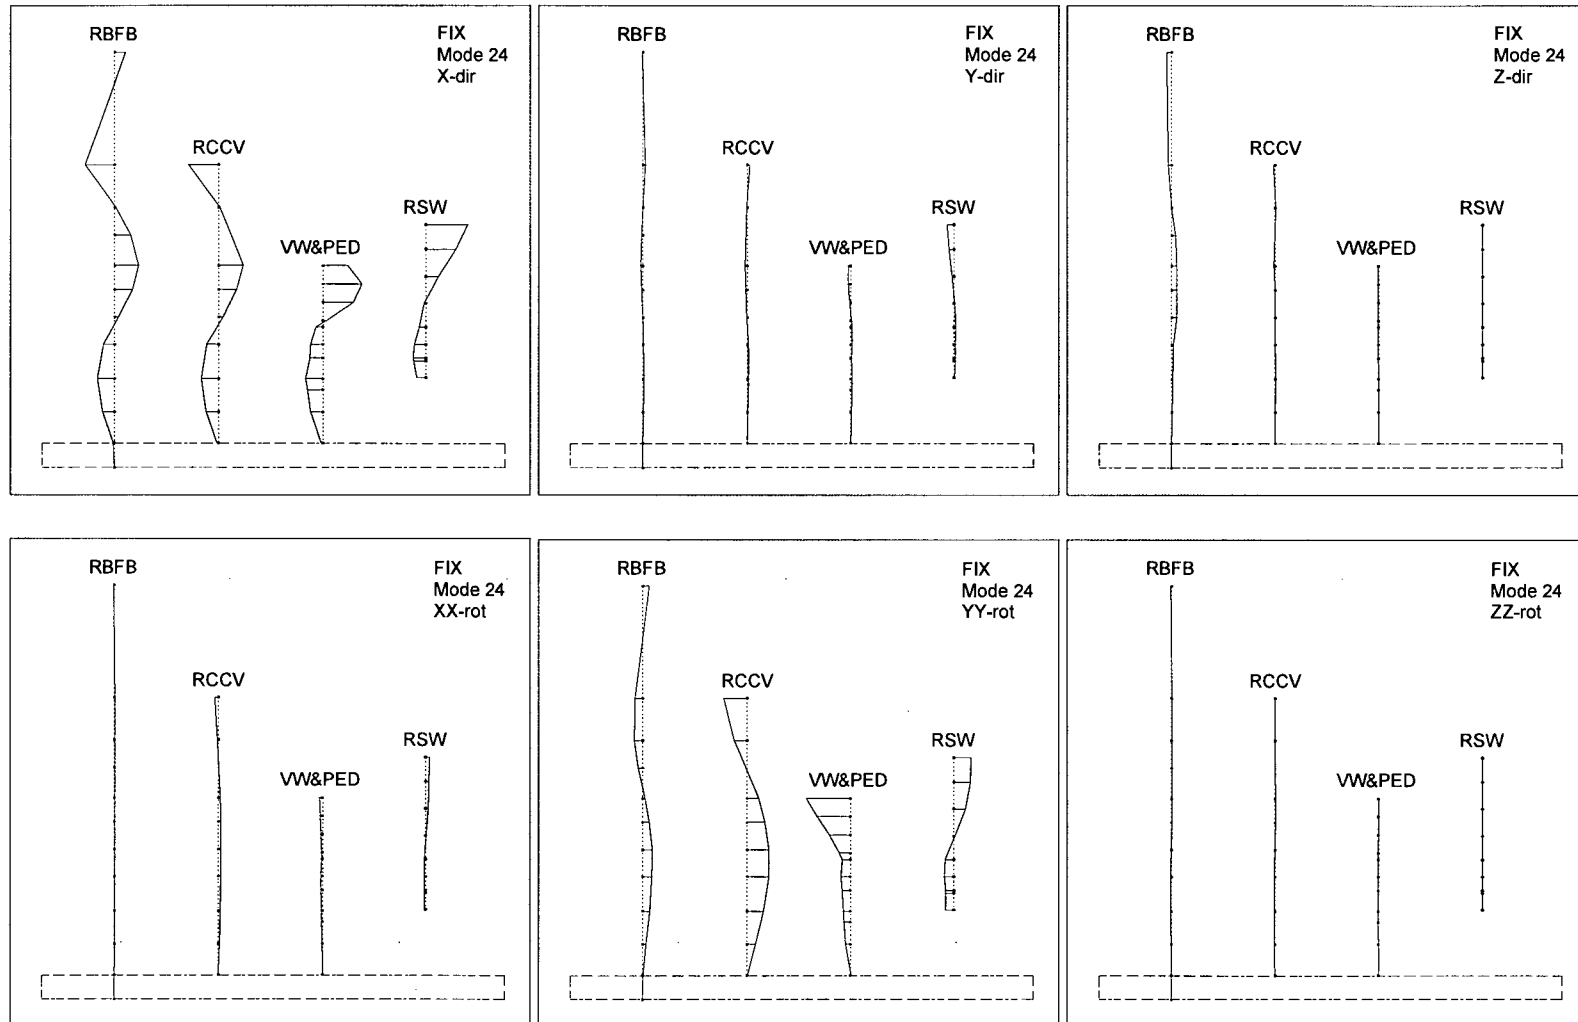 RBFB
FIX
Mode 24
X-dir
RCCV
RSW
VW&PED
RBFB
FIX
Mode 24
Y-dir
RCCV
RSW
VW&PED
RBFB
FIX
Mode 24
Z-dir
RCCV
RSW
VW&PED
RBFB
FIX
Mode 24
XX-rot
RCCV
RSW
VW&PED
RBFB
FIX
Mode 24
YY-rot
RCCV
RSW
VW&PED
RBFB
FIX
Mode 24
ZZ-rot
RCCV
RSW
VW&PED